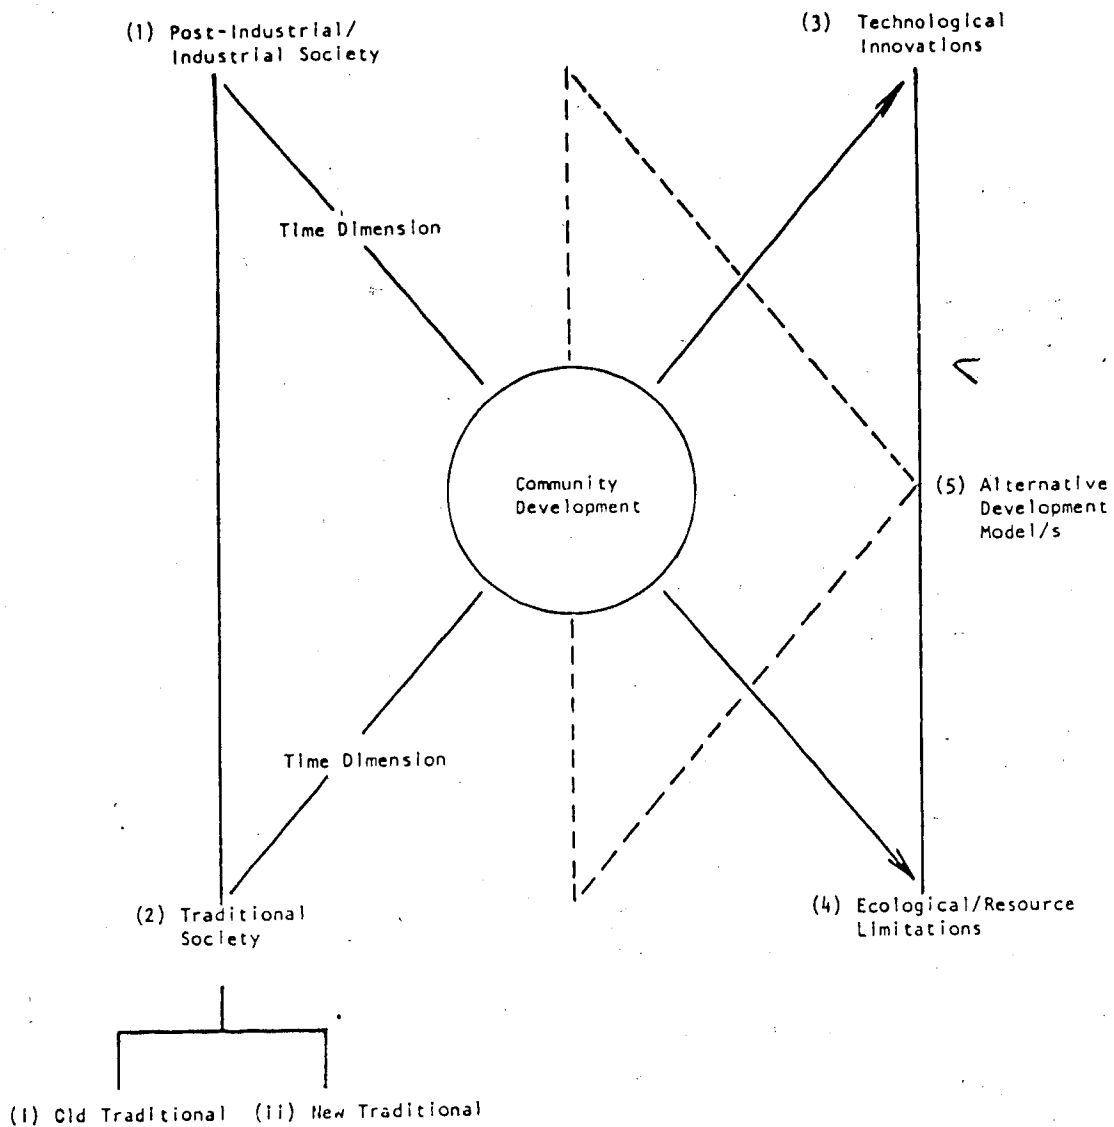 (1) Post-Industrial/
Industrial Society
(3) Technological
Innovations
Time Dimension
Community
Development
(5) Alternative
Development
Model/s
Time Dimension
(2) Traditional
Society
(4) Ecological/Resource
Limitations
(i) Old Traditional
(ii) New Traditional